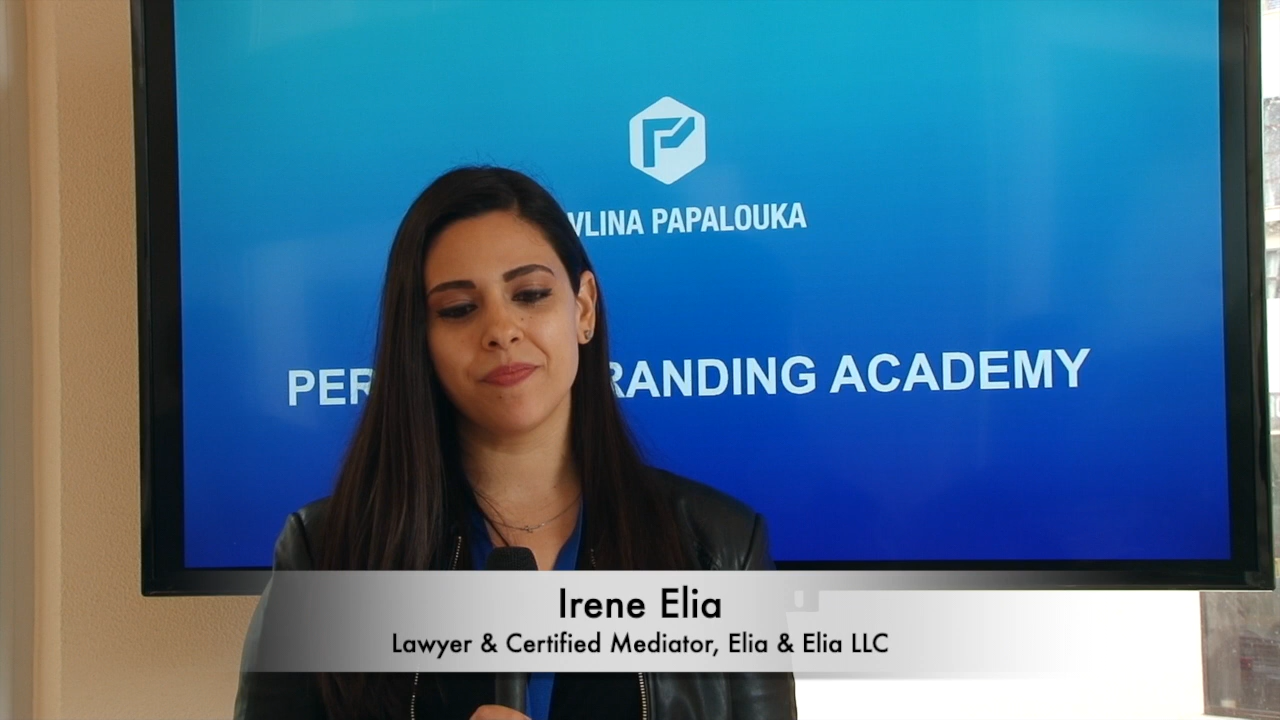 VLINA PAPALOUKA
PER RANDING ACADEMY
Irene Elia
Lawyer & Certified Mediator, Elia & Elia LLC